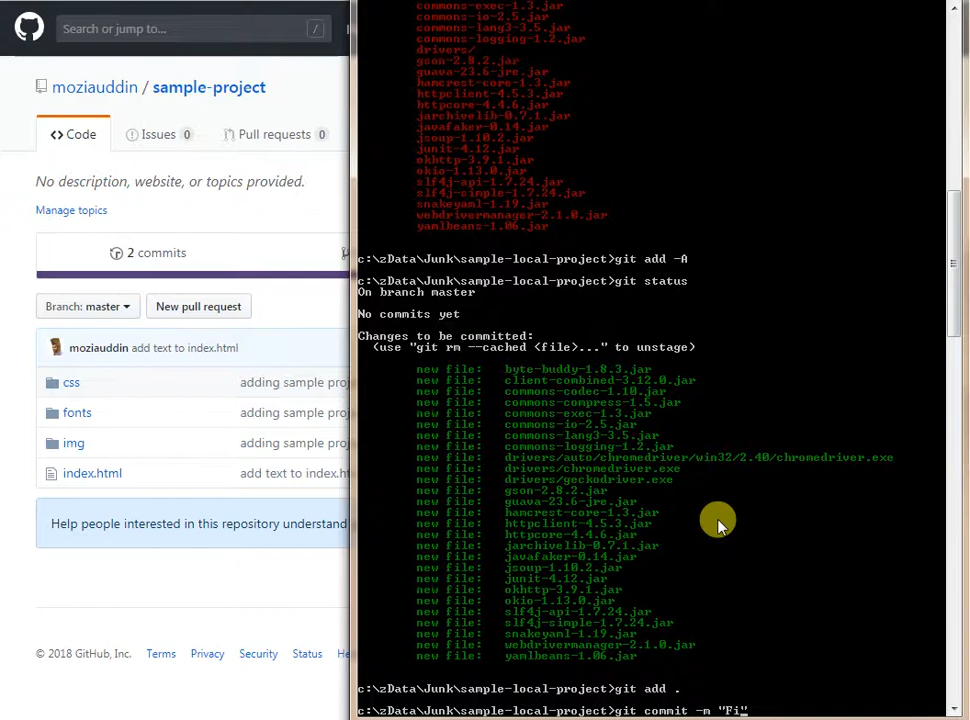 Search or jump to... /
moziauddin / sample-project
Code Issues 0 Pull requests 0
No description, website, or topics provided.
Manage topics
2 commits
Branch: master New pull request
moziauddin add text to index.html
css adding sample proj
fonts adding sample proj
img adding sample proj
index.html add text to index.ht
Help people interested in this repository understand
© 2018 GitHub, Inc. Terms Privacy Security Status He
commons-exec-1.3.jar
commons-io-2.5.jar
commons-lang3-3.5.jar
commons-logging-1.2.jar
drivers/
gson-2.8.2.jar
guava-23.6-jre.jar
hamcrest-core-1.3.jar
httpclient-4.5.3.jar
httpcore-4.4.6.jar
jarchivelib-0.7.1.jar
javafaker-0.14.jar
jsoup-1.10.2.jar
junit-4.12.jar
okhttp-3.9.1.jar
okio-1.13.0.jar
slf4j-api-1.7.24.jar
slf4j-simple-1.7.24.jar
snakeyaml-1.19.jar
webdrivermanager-2.1.0.jar
yamlbeans-1.06.jar
c:\zData\Junk\sample-local-project>git add -A
c:\zData\Junk\sample-local-project>git status
On branch master
No commits yet
Changes to be committed:
(use "git rm --cached <file>..." to unstage)
new file: byte-buddy-1.8.3.jar
new file: client-combined-3.12.0.jar
new file: commons-codec-1.10.jar
new file: commons-compress-1.5.jar
new file: commons-exec-1.3.jar
new file: commons-io-2.5.jar
new file: commons-lang3-3.5.jar
new file: commons-logging-1.2.jar
new file: drivers/auto/chromedriver/win32/2.40/chromedriver.exe
new file: drivers/chromedriver.exe
new file: drivers/geckodriver.exe
new file: gson-2.8.2.jar
new file: guava-23.6-jre.jar
new file: hamcrest-core-1.3.jar
new file: httpclient-4.5.3.jar
new file: httpcore-4.4.6.jar
new file: jarchivelib-0.7.1.jar
new file: javafaker-0.14.jar
new file: jsoup-1.10.2.jar
new file: junit-4.12.jar
new file: okhttp-3.9.1.jar
new file: okio-1.13.0.jar
new file: slf4j-api-1.7.24.jar
new file: slf4j-simple-1.7.24.jar
new file: snakeyaml-1.19.jar
new file: webdrivermanager-2.1.0.jar
new file: yamlbeans-1.06.jar
c:\zData\Junk\sample-local-project>git add .
c:\zData\Junk\sample-local-project>git commit -m "Fi"